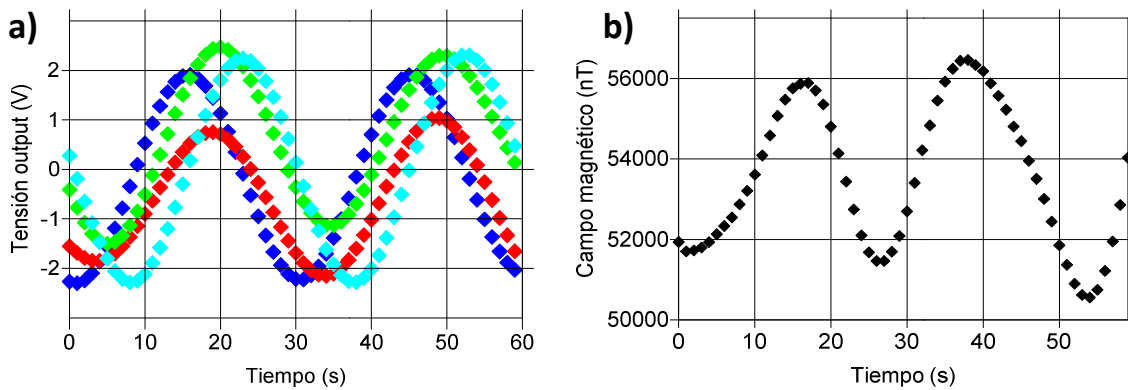 a)
Tensión output (V)
2
1
0
-1
-2
0 10 20 30 40 50 60
Tiempo (s)
b)
Campo magnético (nT)
56000
54000
52000
50000
0 10 20 30 40 50
Tiempo (s)